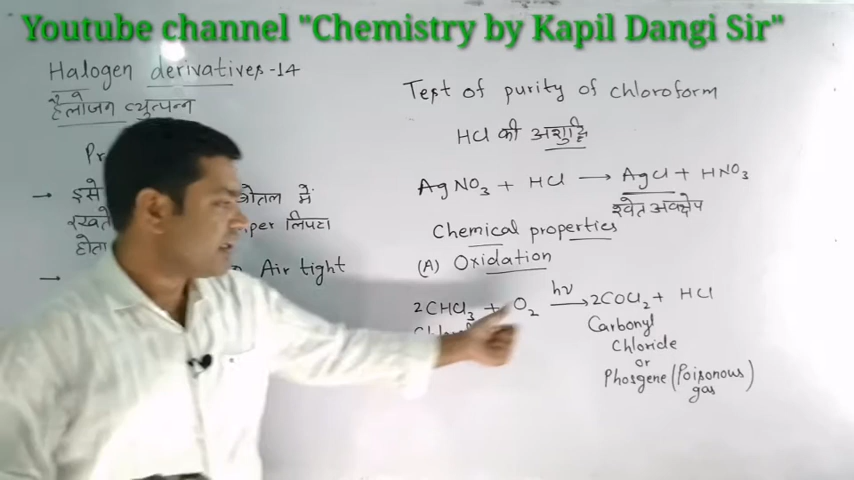 Youtube channel "Chemistry by Kapil Dangi Sir"
Halogen derivatives-14
हैलोजन व्युत्पन्न
Pr
→ इसे बोतल में
रखते per लिपटा
होता
→ Air tight
Test of purity of chloroform
HCl की अशुद्धि
AgNO₃ + HCl → AgCl + HNO₃
श्वेत अवक्षेप
Chemical properties
(A) Oxidation
2CHCl₃ + O₂ hν → 2COCl₂ + HCl
Carbonyl
chloride
or
Phosgene (Poisonous
gas)